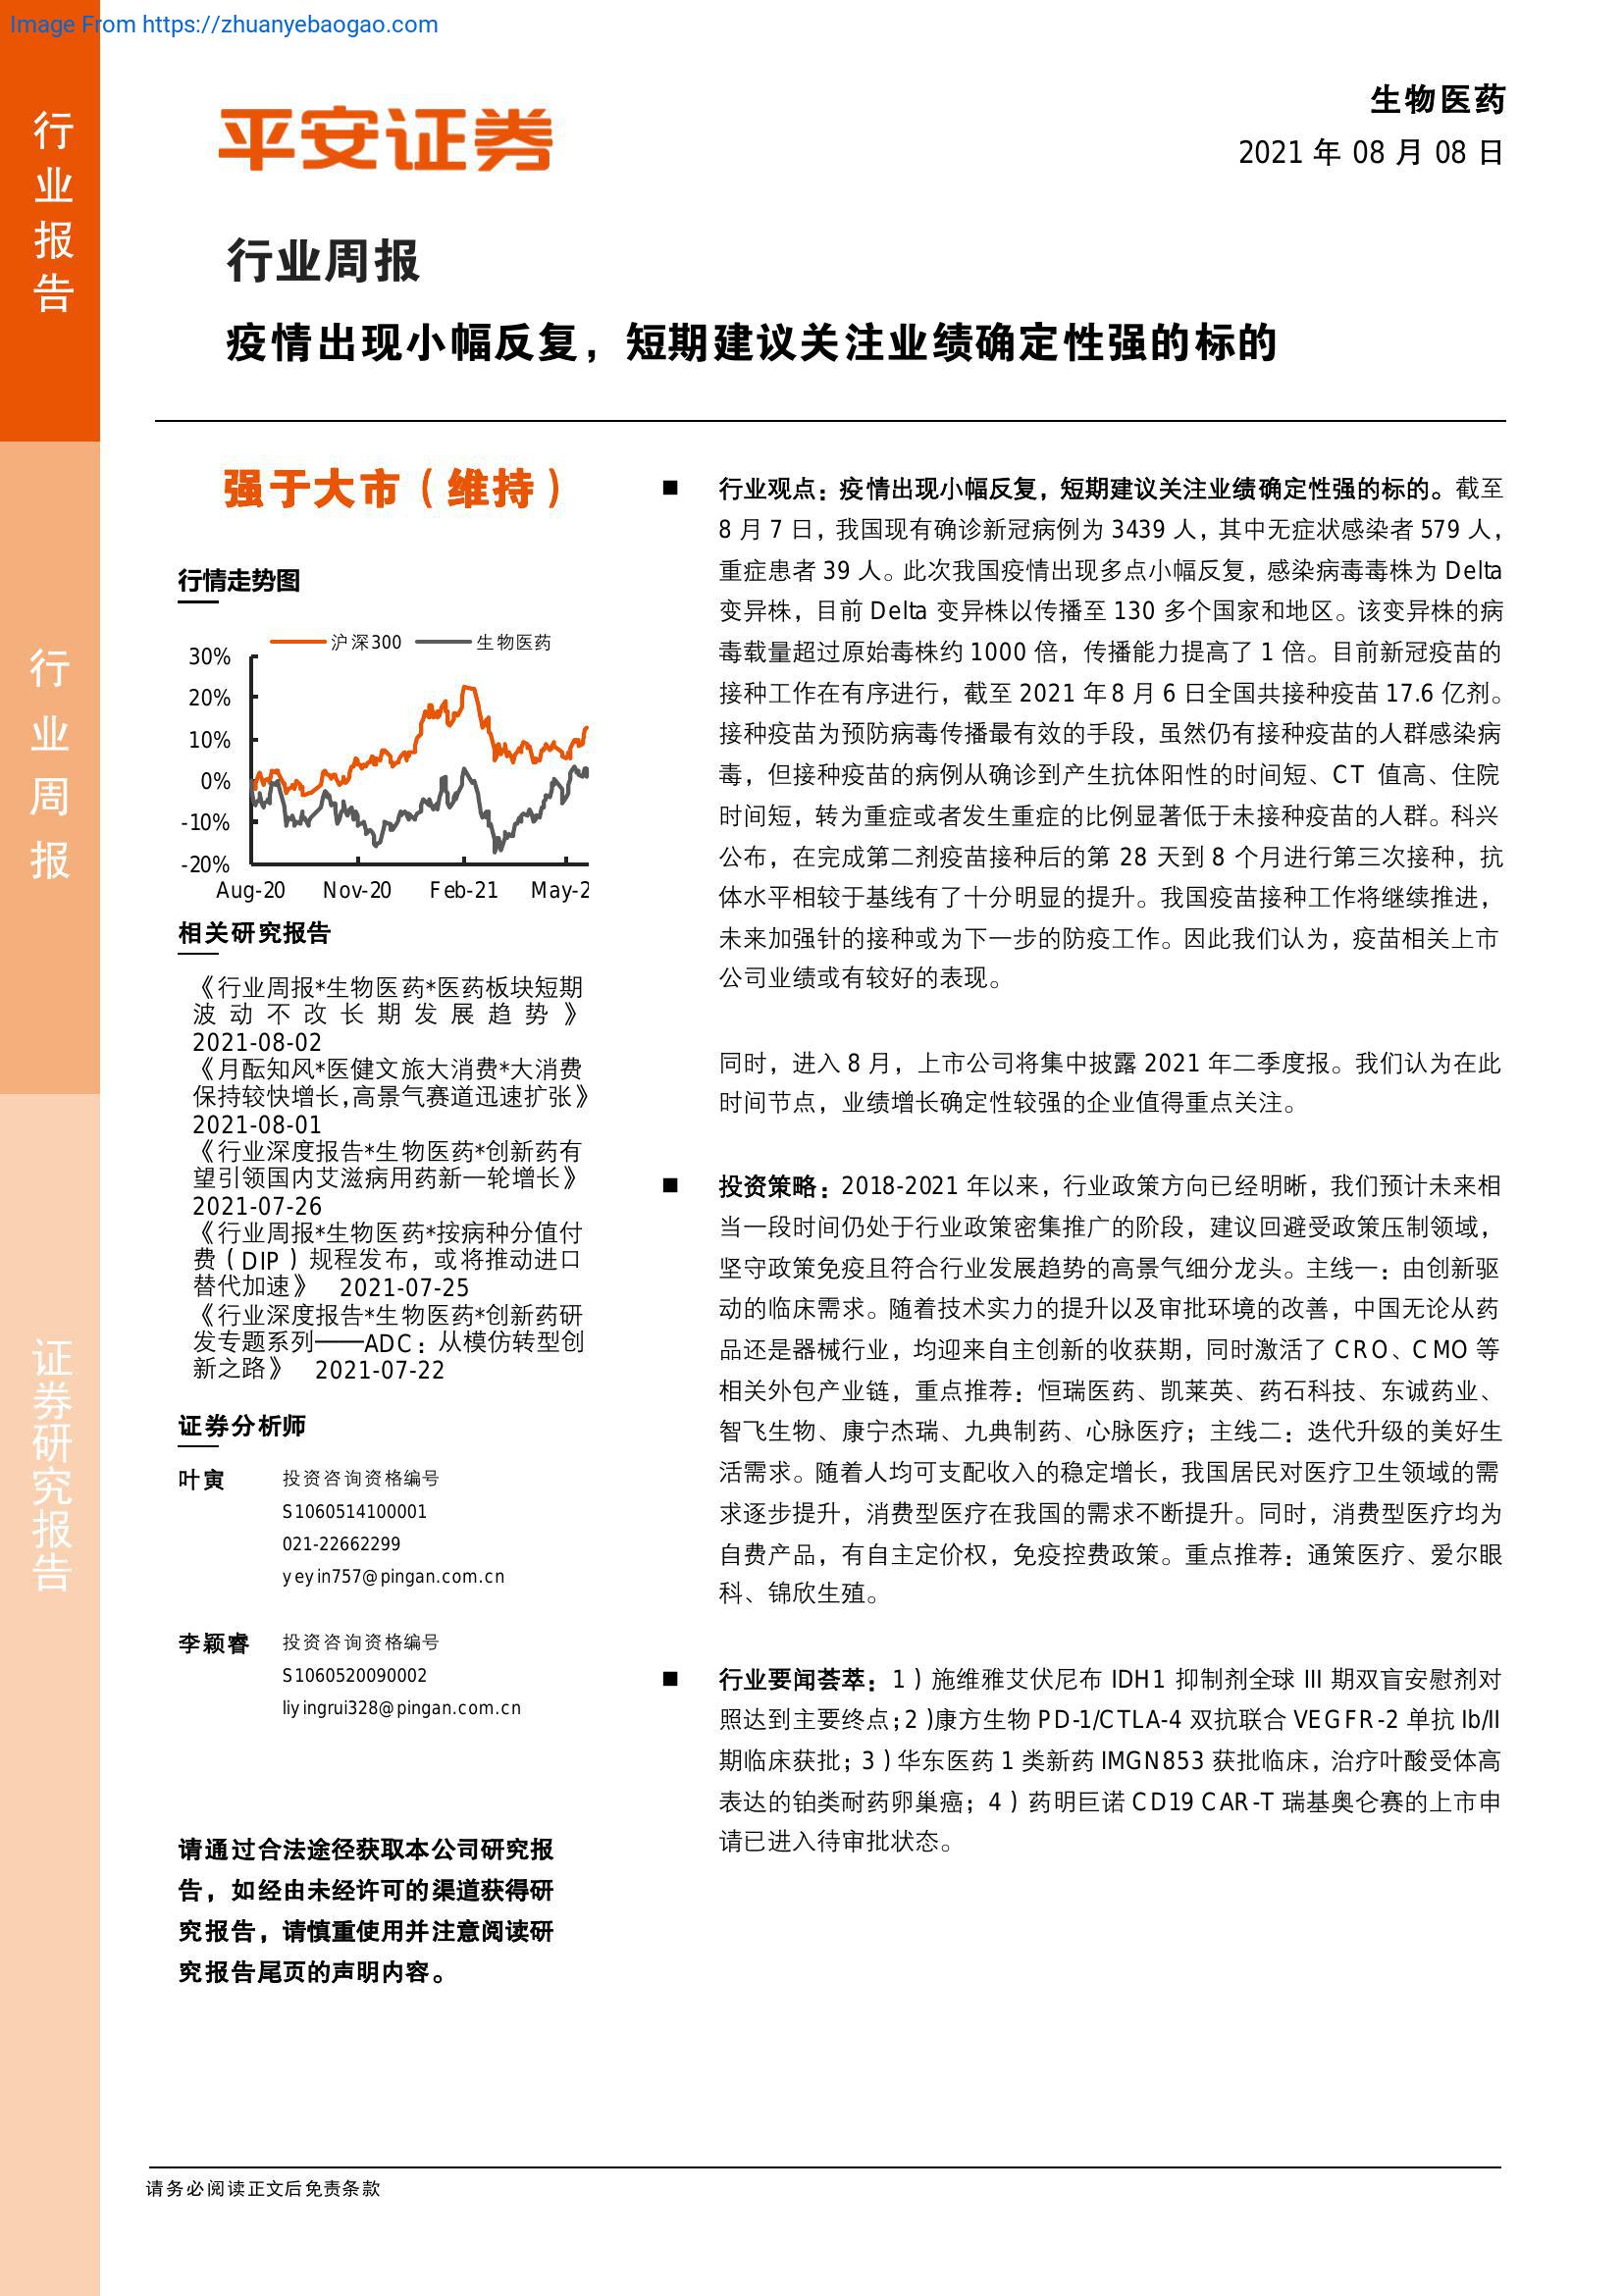 Image From https://zhuanyebaogao.com
行业报告
行业周报
证券研究报告
平安证券
生物医药
2021 年 08 月 08 日
行业周报
疫情出现小幅反复，短期建议关注业绩确定性强的标的
强于大市（维持）
行情走势图
沪深300 生物医药
30%
20%
10%
0%
-10%
-20%
Aug-20 Nov-20 Feb-21 May-2
相关研究报告
《行业周报*生物医药*医药板块短期
波动不改长期发展趋势》
2021-08-02
《月酝知风*医健文旅大消费*大消费
保持较快增长,高景气赛道迅速扩张》
2021-08-01
《行业深度报告*生物医药*创新药有
望引领国内艾滋病用药新一轮增长》
2021-07-26
《行业周报*生物医药*按病种分值付
费（DIP）规程发布，或将推动进口
替代加速》 2021-07-25
《行业深度报告*生物医药*创新药研
发专题系列——ADC：从模仿转型创
新之路》 2021-07-22
证券分析师
叶寅 投资咨询资格编号
S1060514100001
021-22662299
yeyin757@pingan.com.cn
李颖睿 投资咨询资格编号
S1060520090002
liyingrui328@pingan.com.cn
请通过合法途径获取本公司研究报
告，如经由未经许可的渠道获得研
究报告，请慎重使用并注意阅读研
究报告尾页的声明内容。
■ 行业观点：疫情出现小幅反复，短期建议关注业绩确定性强的标的。截至
8 月 7 日，我国现有确诊新冠病例为 3439 人，其中无症状感染者 579 人，
重症患者 39 人。此次我国疫情出现多点小幅反复，感染病毒毒株为 Delta
变异株，目前 Delta 变异株以传播至 130 多个国家和地区。该变异株的病
毒载量超过原始毒株约 1000 倍，传播能力提高了 1 倍。目前新冠疫苗的
接种工作在有序进行，截至 2021 年 8 月 6 日全国共接种疫苗 17.6 亿剂。
接种疫苗为预防病毒传播最有效的手段，虽然仍有接种疫苗的人群感染病
毒，但接种疫苗的病例从确诊到产生抗体阳性的时间短、CT 值高、住院
时间短，转为重症或者发生重症的比例显著低于未接种疫苗的人群。科兴
公布，在完成第二剂疫苗接种后的第 28 天到 8 个月进行第三次接种，抗
体水平相较于基线有了十分明显的提升。我国疫苗接种工作将继续推进，
未来加强针的接种或为下一步的防疫工作。因此我们认为，疫苗相关上市
公司业绩或有较好的表现。
同时，进入 8 月，上市公司将集中披露 2021 年二季度报。我们认为在此
时间节点，业绩增长确定性较强的企业值得重点关注。
■ 投资策略：2018-2021 年以来，行业政策方向已经明晰，我们预计未来相
当一段时间仍处于行业政策密集推广的阶段，建议回避受政策压制领域，
坚守政策免疫且符合行业发展趋势的高景气细分龙头。主线一：由创新驱
动的临床需求。随着技术实力的提升以及审批环境的改善，中国无论从药
品还是器械行业，均迎来自主创新的收获期，同时激活了 CRO、CMO 等
相关外包产业链，重点推荐：恒瑞医药、凯莱英、药石科技、东诚药业、
智飞生物、康宁杰瑞、九典制药、心脉医疗；主线二：迭代升级的美好生
活需求。随着人均可支配收入的稳定增长，我国居民对医疗卫生领域的需
求逐步提升，消费型医疗在我国的需求不断提升。同时，消费型医疗均为
自费产品，有自主定价权，免疫控费政策。重点推荐：通策医疗、爱尔眼
科、锦欣生殖。
■ 行业要闻荟萃：1）施维雅艾伏尼布 IDH1 抑制剂全球 III 期双盲安慰剂对
照达到主要终点；2）康方生物 PD-1/CTLA-4 双抗联合 VEGFR-2 单抗 Ib/II
期临床获批；3）华东医药 1 类新药 IMGN853 获批临床，治疗叶酸受体高
表达的铂类耐药卵巢癌；4）药明巨诺 CD19 CAR-T 瑞基奥仑赛的上市申
请已进入待审批状态。
请务必阅读正文后免责条款